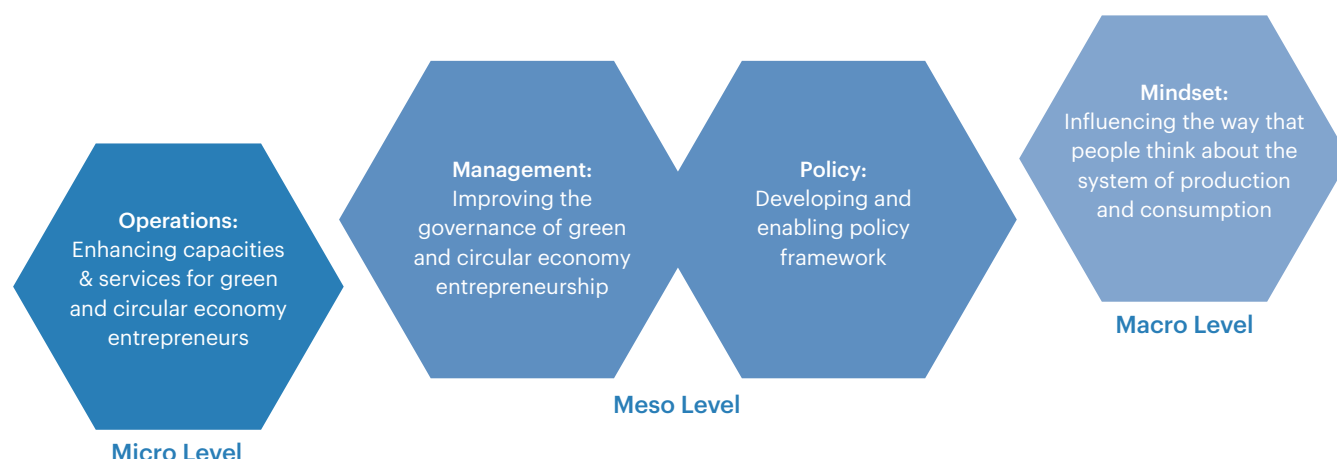 Operations:
Enhancing capacities
& services for green
and circular economy
entrepreneurs
Micro Level
Management:
Improving the
governance of green
and circular economy
entrepreneurship
Policy:
Developing and
enabling policy
framework
Meso Level
Mindset:
Influencing the way that
people think about the
system of production
and consumption
Macro Level